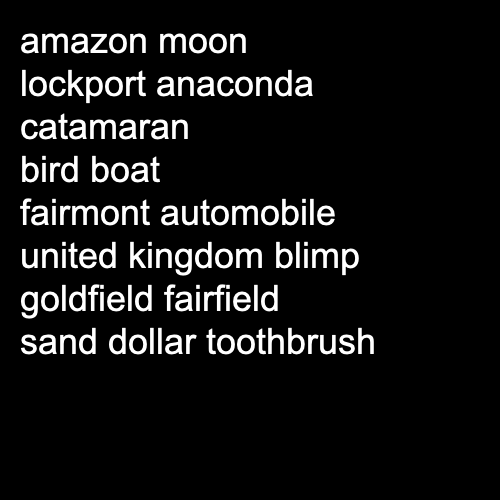 amazon moon
lockport anaconda
catamaran
bird boat
fairmont automobile
united kingdom blimp
goldfield fairfield
sand dollar toothbrush